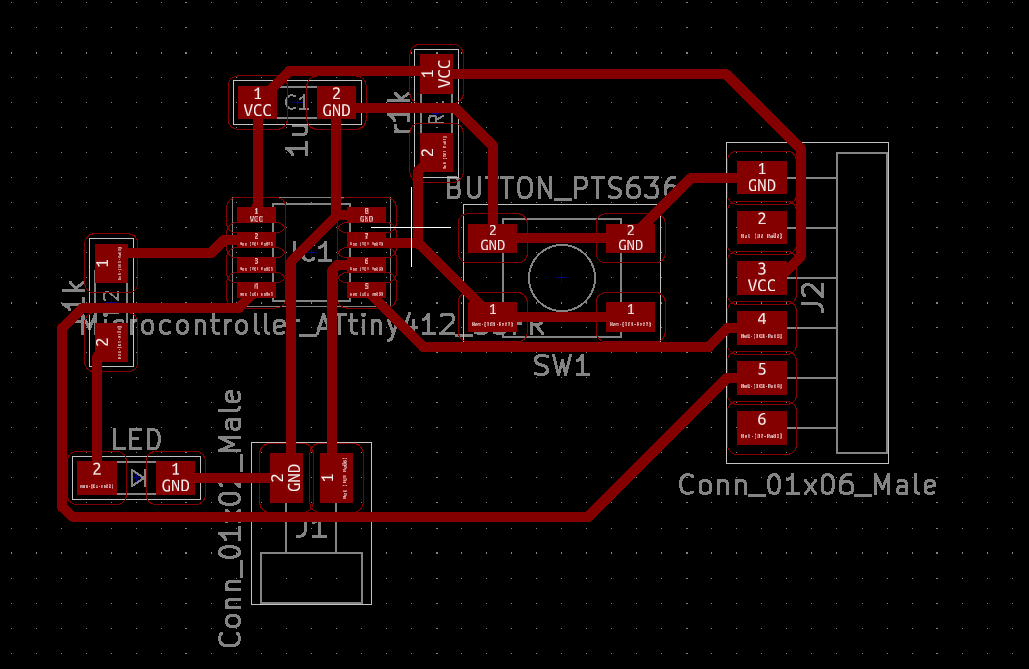 1
VCC
C1
2
GND
1u
1
VCC
r1k
2
BUTTON_PTS636
1
VCC
2
3
4
8
GND
7
6
5
IC1
2
GND
2
GND
1
1
SW1
1
GND
2
3
VCC
4
5
6
J2
Conn_01x06_Male
1
2
1k
Microcontroller_ATtiny412_SSFR
LED
2
1
GND
2
GND
1
J1
Conn_01x02_Male